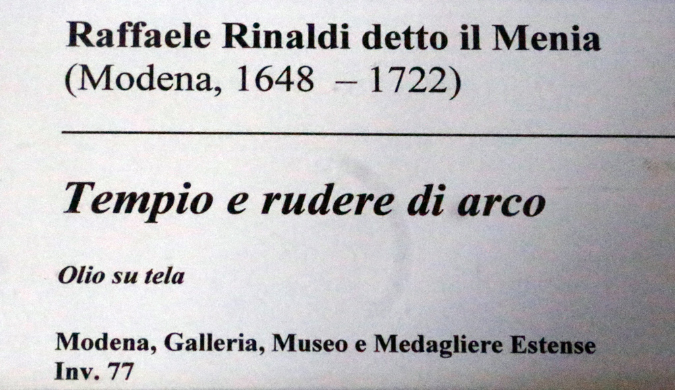 Raffaele Rinaldi detto il Menia
(Modena, 1648 – 1722)
Tempio e rudere di arco
Olio su tela
Modena, Galleria, Museo e Medagliere Estense
Inv. 77